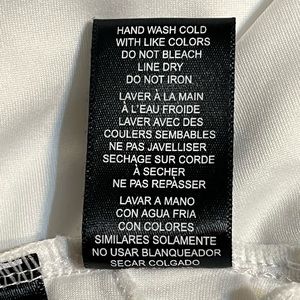 HAND WASH COLD
WITH LIKE COLORS
DO NOT BLEACH
LINE DRY
DO NOT IRON
LAVER À LA MAIN
À L'EAU FROIDE
LAVER AVEC DES
COULERS SEMBABLES
NE PAS JAVELLISER
SECHAGE SUR CORDE
À SECHER
NE PAS REPASSER
LAVAR A MANO
CON AGUA FRIA
CON COLORES
SIMILARES SOLAMENTE
NO USAR BLANQUEADOR
SECAR COLGADO